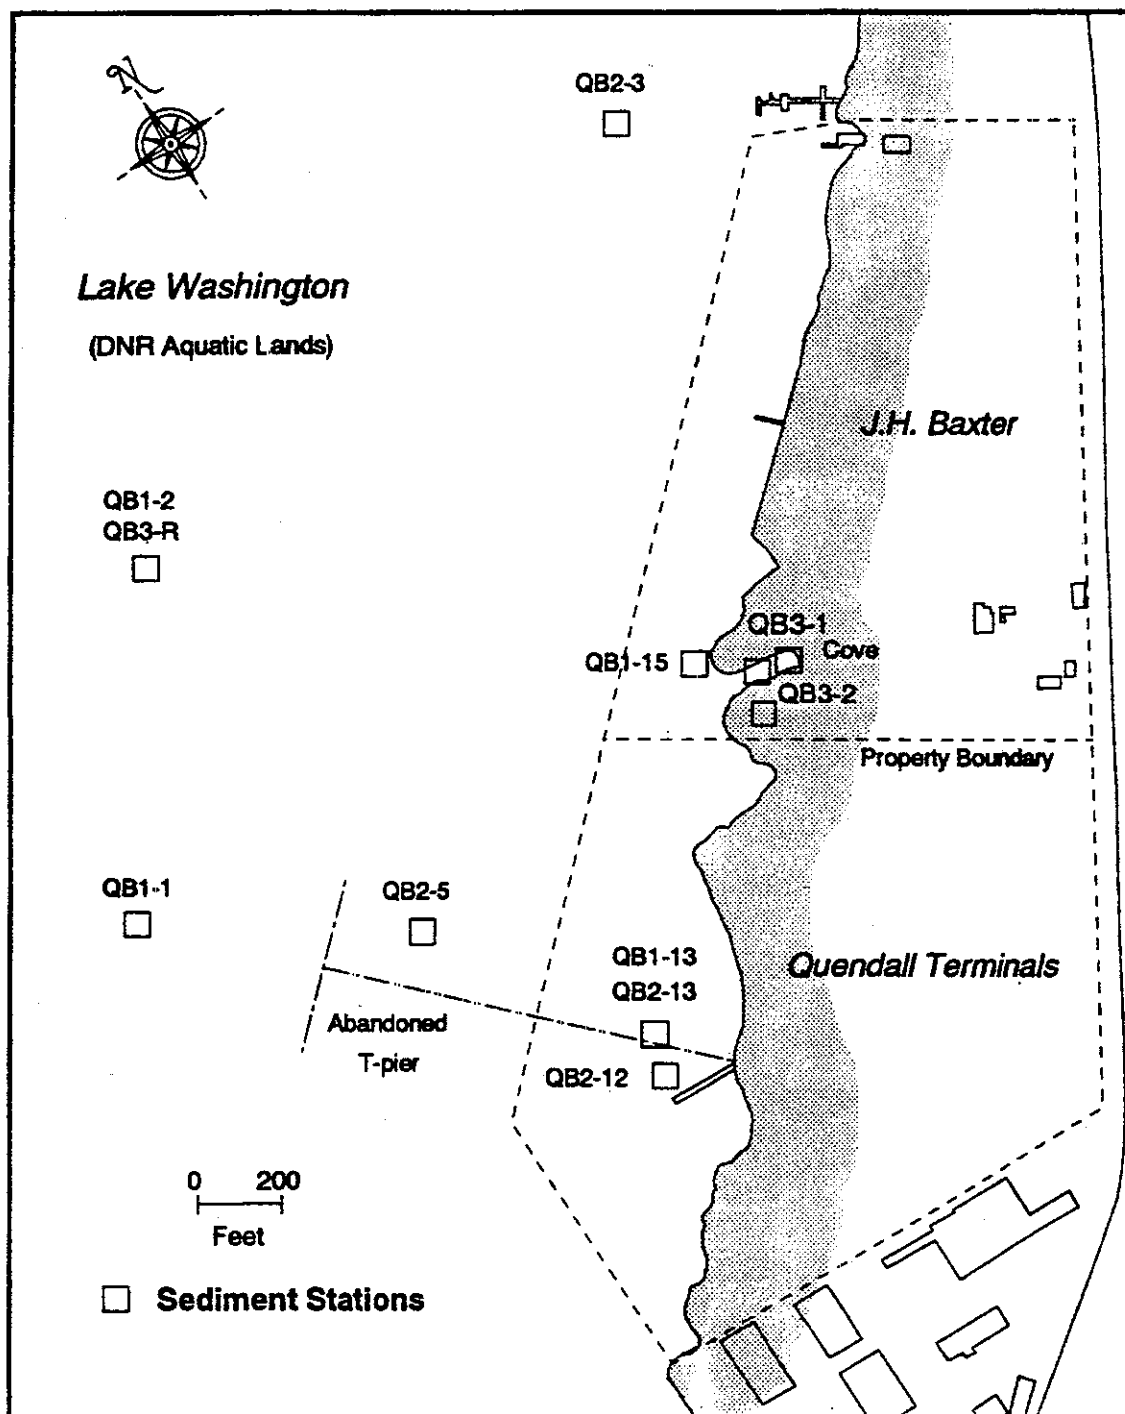 N
QB2-3
Lake Washington
(DNR Aquatic Lands)
J.H. Baxter
QB1-2
QB3-R
QB3-1
Cove
QB1-15
QB3-2
Property Boundary
QB1-1
QB2-5
QB1-13
QB2-13
Quendall Terminals
Abandoned
T-pier
QB2-12
0 200
Feet
Sediment Stations